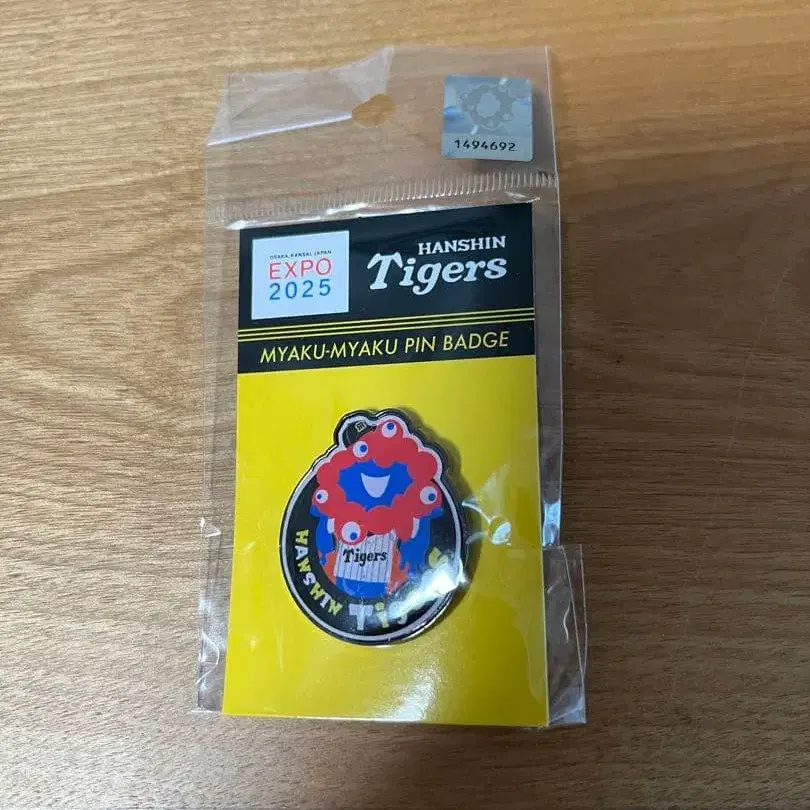 1494692
OSAKA, KANSAI, JAPAN
EXPO
2025
HANSHIN
Tigers
MYAKU-MYAKU PIN BADGE
Tigers
HANSHIN